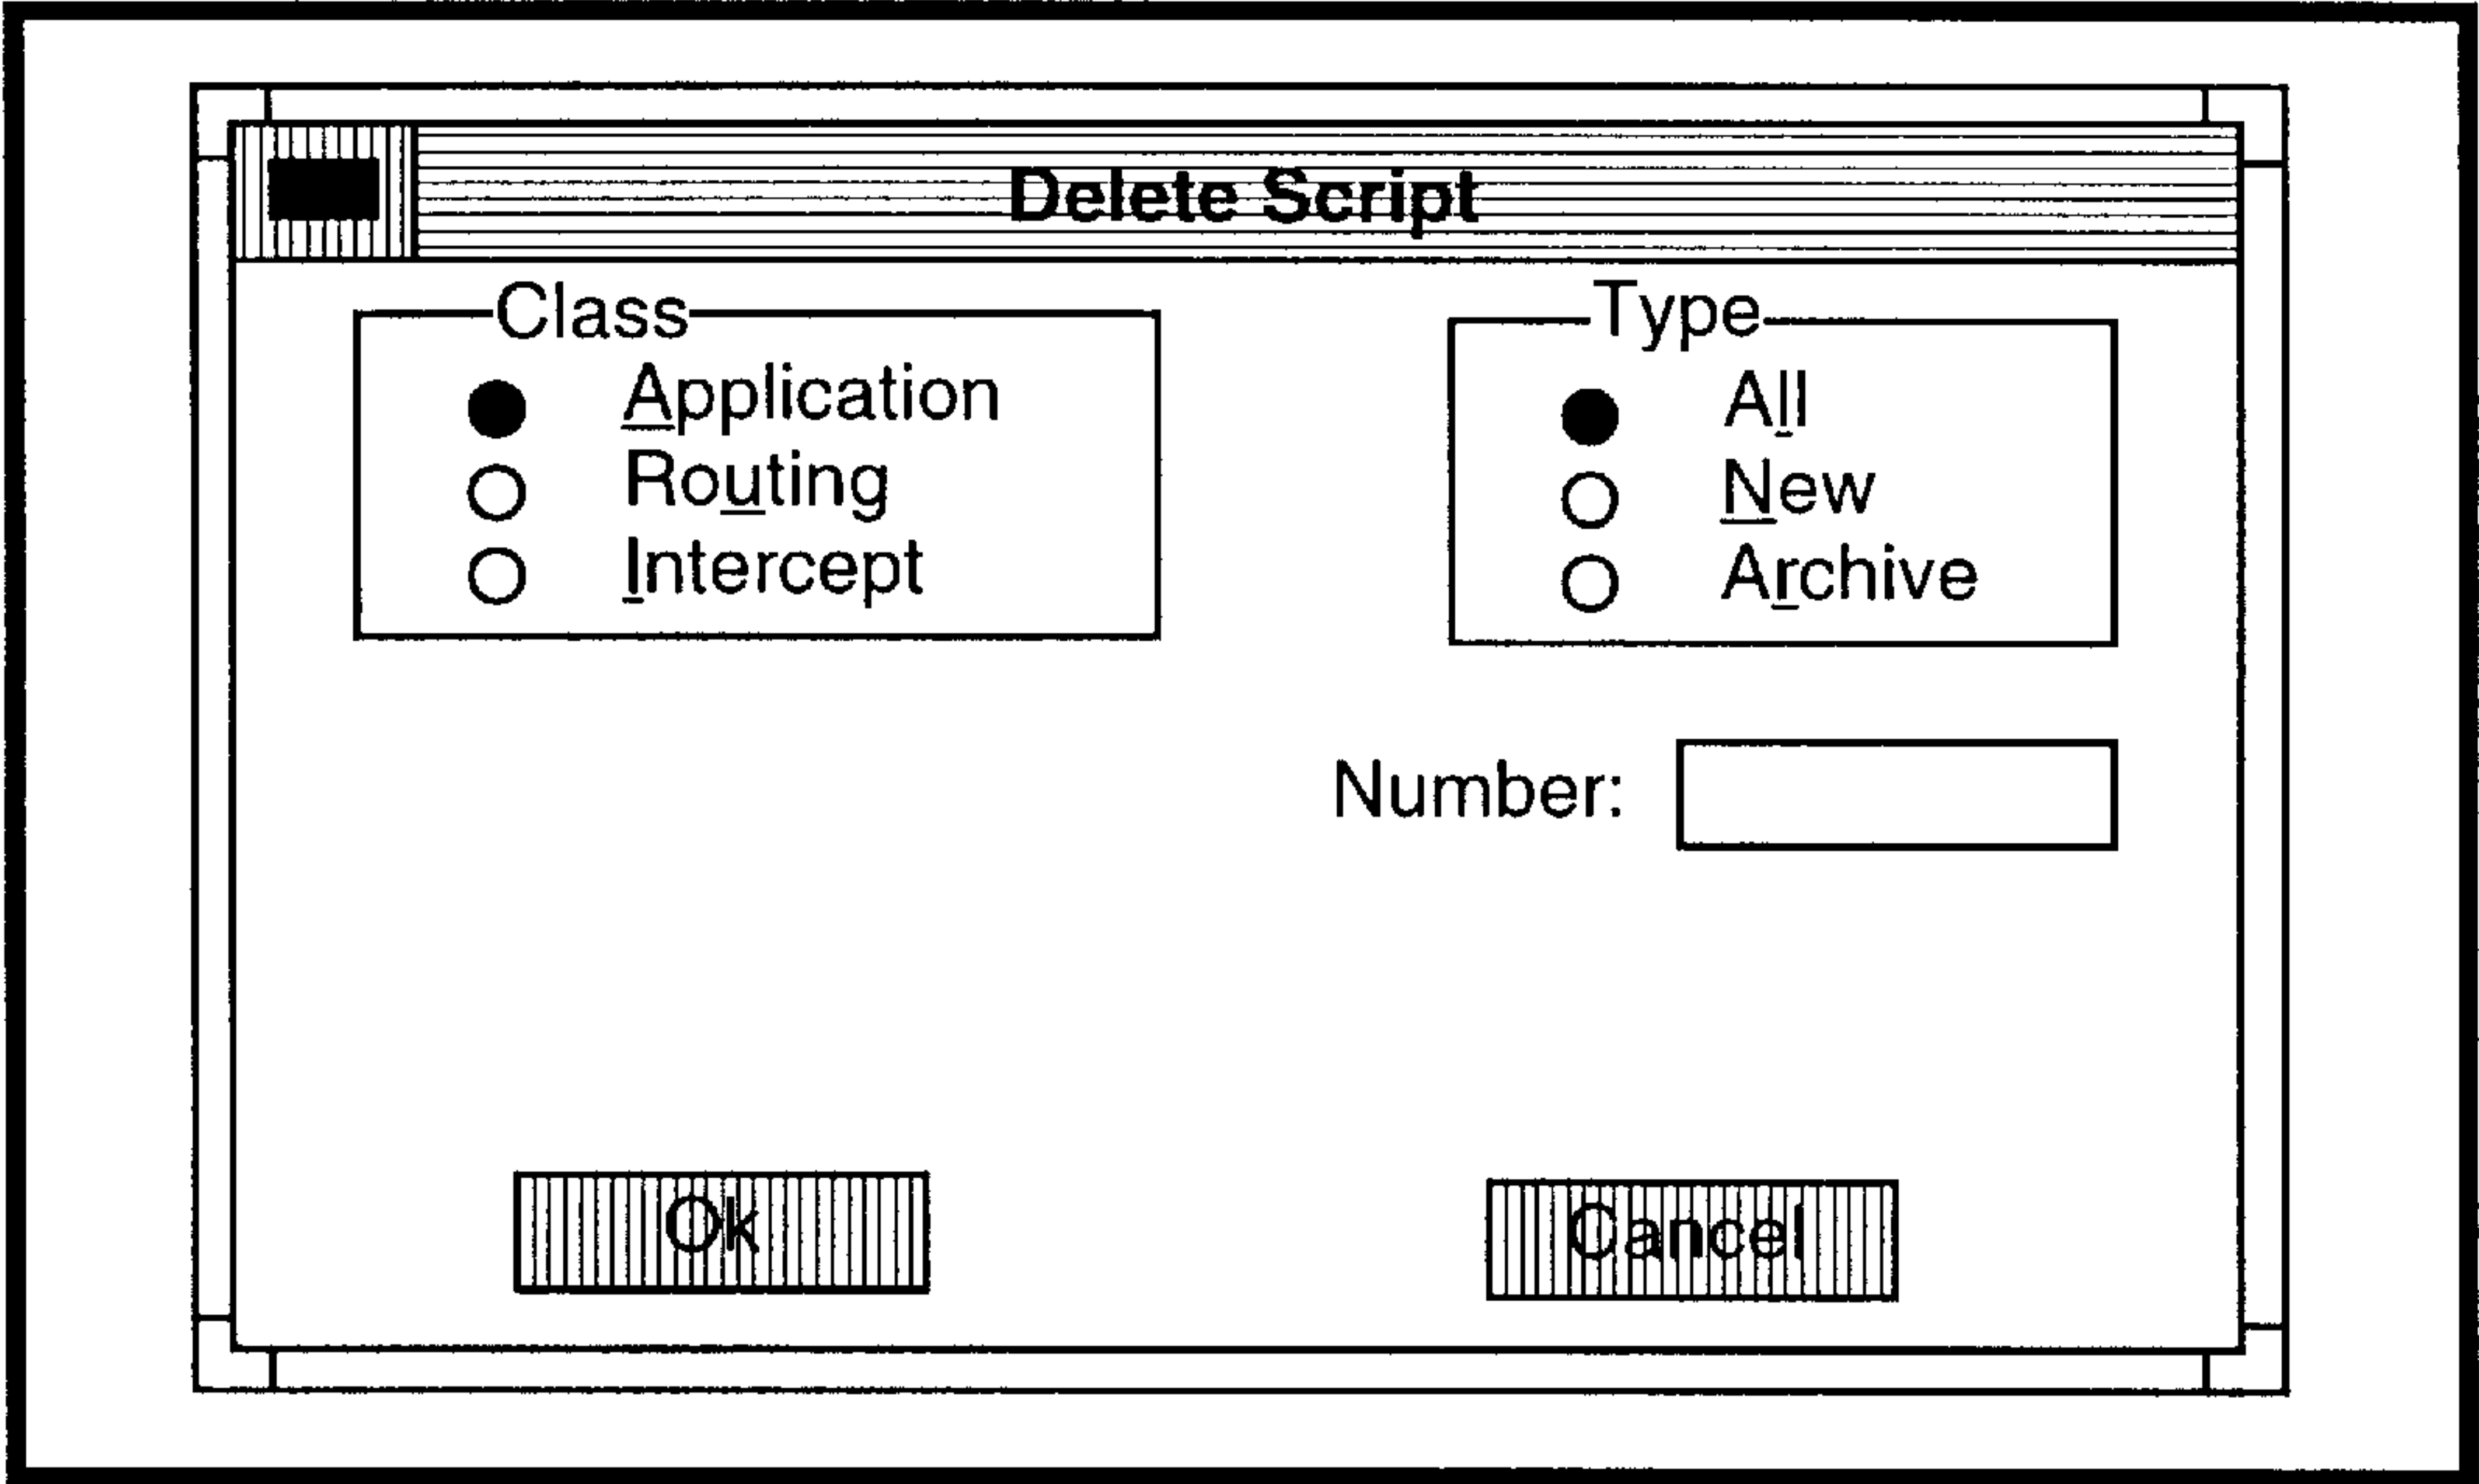 Delete Script
Class
Application
Routing
Intercept
Type
All
New
Archive
Number:
Ok
Cancel